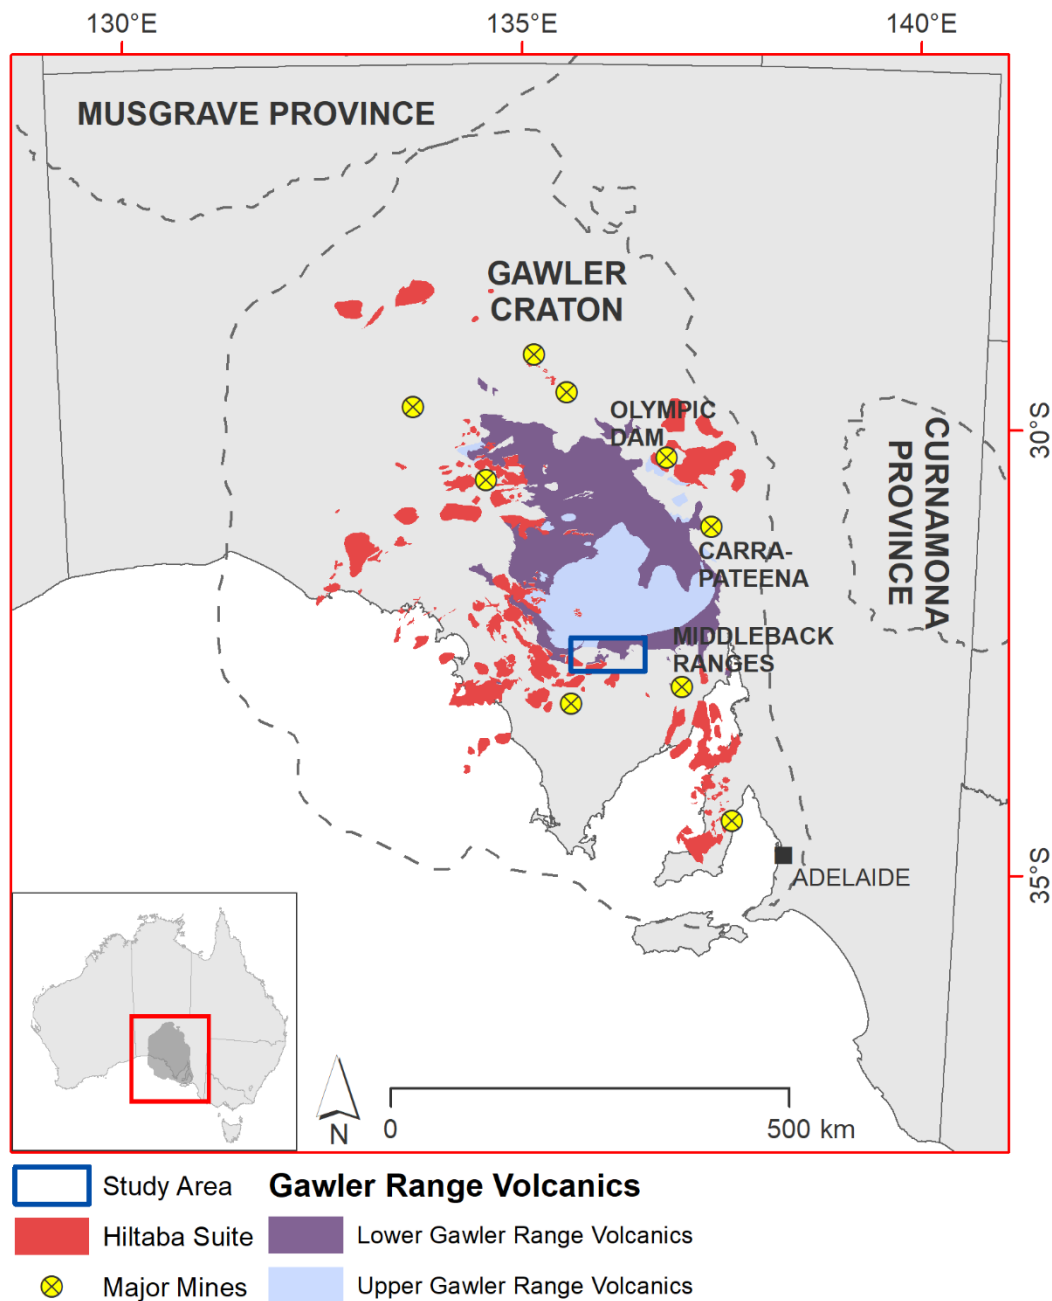 130°E
135°E
140°E
MUSGRAVE PROVINCE
GAWLER
CRATON
OLYMPIC
DAM
30°S
CURNAMONA
PROVINCE
CARRA-
PATEENA
MIDDLEBACK
RANGES
35°S
ADELAIDE
N
0
500 km
Study Area
Gawler Range Volcanics
Hiltaba Suite
Lower Gawler Range Volcanics
Major Mines
Upper Gawler Range Volcanics